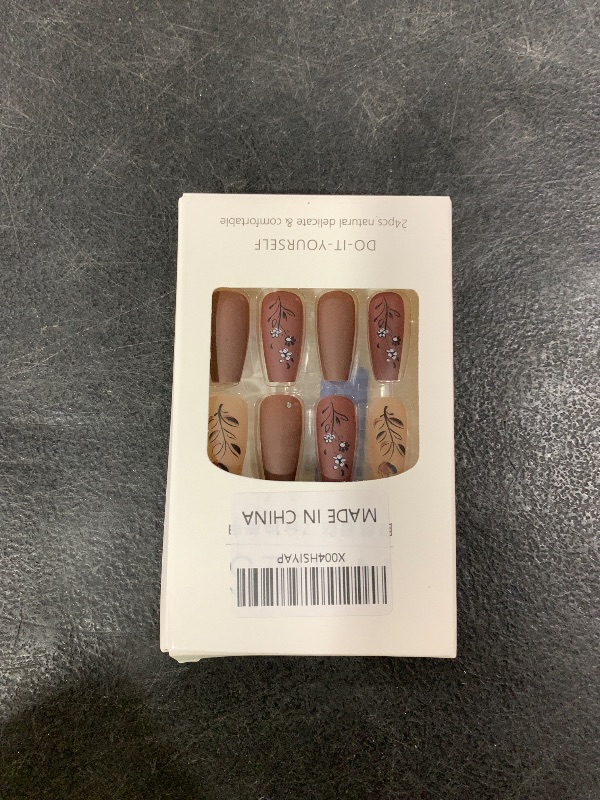 X004HSIYAP
MADE IN CHINA
DO-IT-YOURSELF
24pcs natural delicate & comfortable